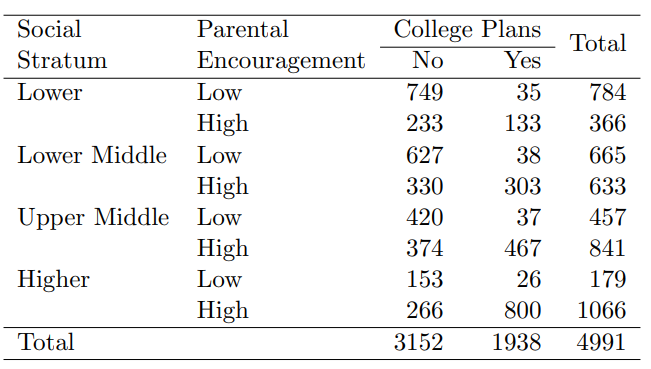 Social Parental College Plans Total
Stratum Encouragement No Yes
Lower Low 749 35 784
High 233 133 366
Lower Middle Low 627 38 665
High 330 303 633
Upper Middle Low 420 37 457
High 374 467 841
Higher Low 153 26 179
High 266 800 1066
Total 3152 1938 4991